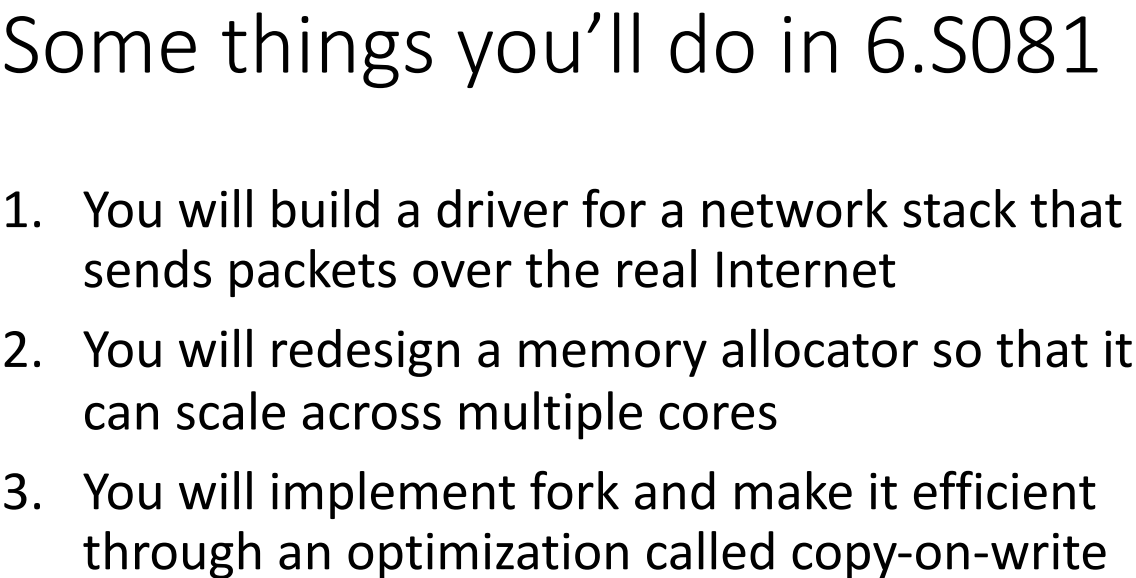 Some things you’ll do in 6.S081
1. You will build a driver for a network stack that
sends packets over the real Internet
2. You will redesign a memory allocator so that it
can scale across multiple cores
3. You will implement fork and make it efficient
through an optimization called copy-on-write